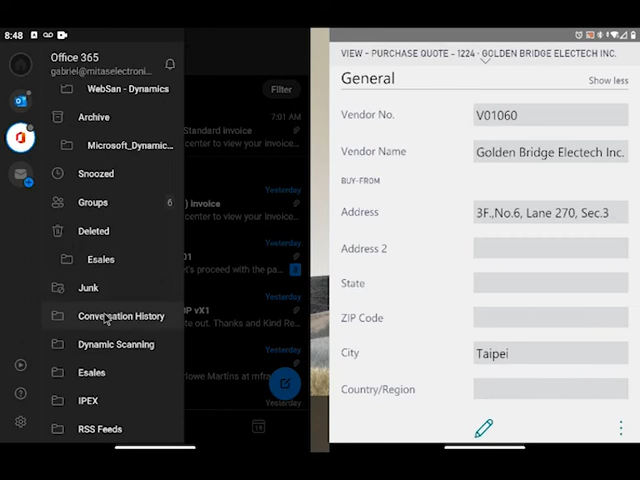 8:48
Office 365
gabriel@mitaselectroni...
WebSan - Dynamics
Archive
Microsoft_Dynamic...
Snoozed
Groups
6
Deleted
Esales
Junk
Conversation History
Dynamic Scanning
Esales
IPEX
RSS Feeds
Filter
7:01 AM
Standard invoice
center to view your invoice...
Yesterday
) invoice
center to view your invoice...
Yesterday
01
et's proceed with the pa...
Yesterday
JP vX1
te out. Thanks and Kind Re...
Yesterday
lowe Martins at mfra
Yesterday
VIEW - PURCHASE QUOTE - 1224 · GOLDEN BRIDGE ELECTECH INC.
General
Show less
Vendor No.
V01060
Vendor Name
Golden Bridge Electech Inc.
BUY-FROM
Address
3F.,No.6, Lane 270, Sec.3
Address 2
State
ZIP Code
City
Taipei
Country/Region